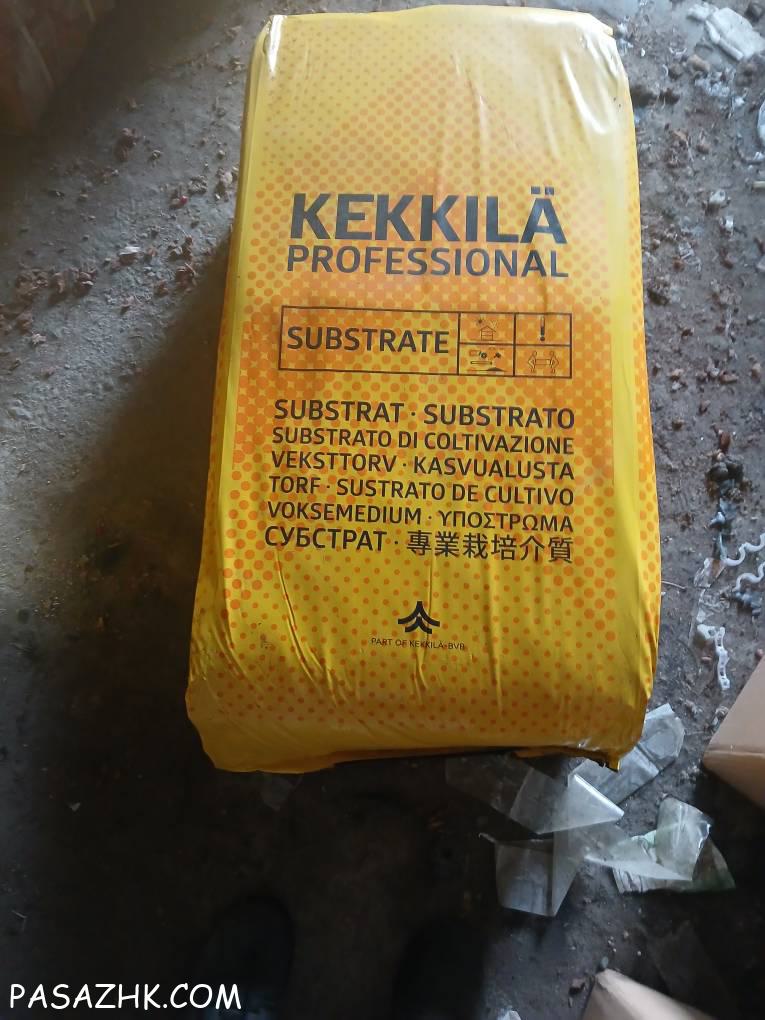 KEKKILÄ
PROFESSIONAL
SUBSTRATE
SUBSTRAT · SUBSTRATO
SUBSTRATO DI COLTIVAZIONE
VEKSTTORV · KASVUALUSTA
TORF · SUSTRATO DE CULTIVO
VOKSEMEDIUM · ΥΠΟΣΤΡΩΜΑ
СУБСТРАТ · 專業栽培介質
PART OF KEKKILÄ-BVB
PASAZHK.COM